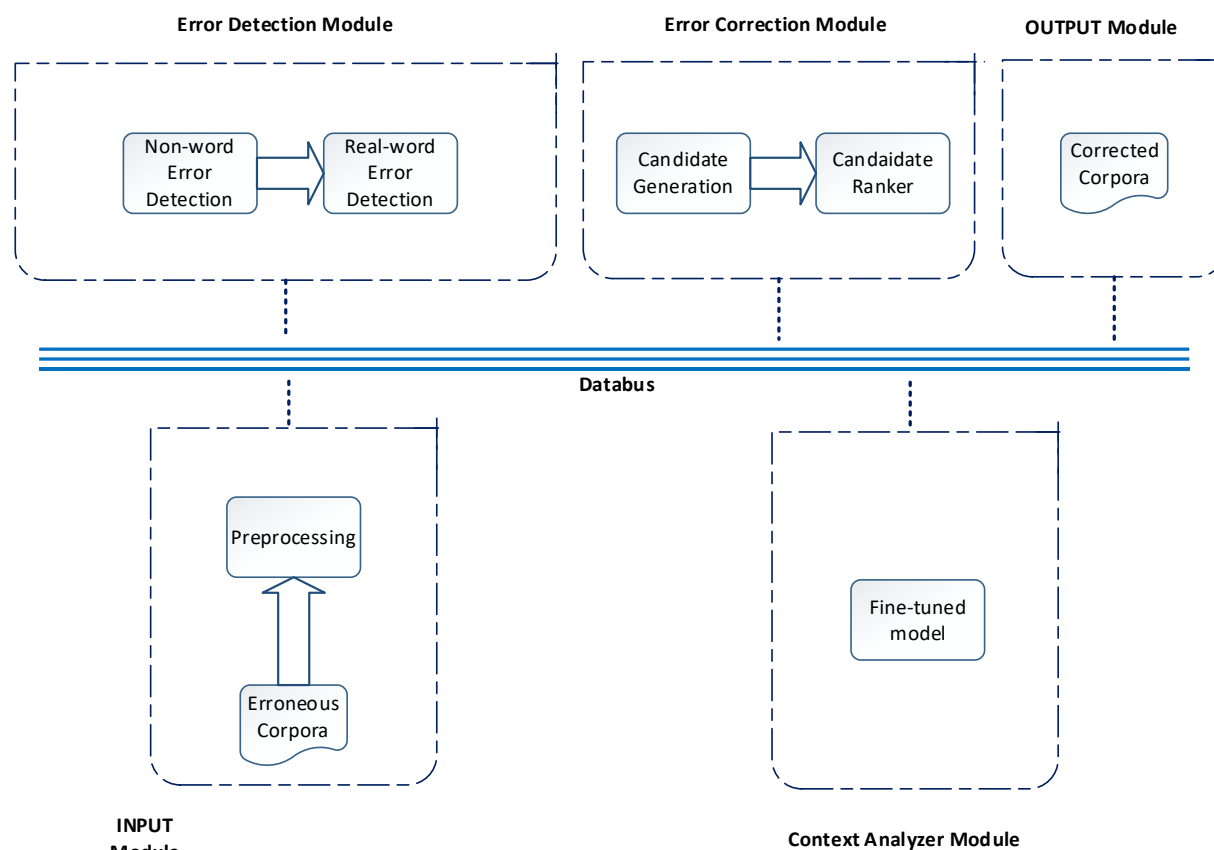 Error Detection Module
Error Correction Module
OUTPUT Module
Non-word
Error
Detection
Real-word
Error
Detection
Candidate
Generation
Candaidate
Ranker
Corrected
Corpora
Databus
Preprocessing
Erroneous
Corpora
Fine-tuned
model
INPUT
Module
Context Analyzer Module